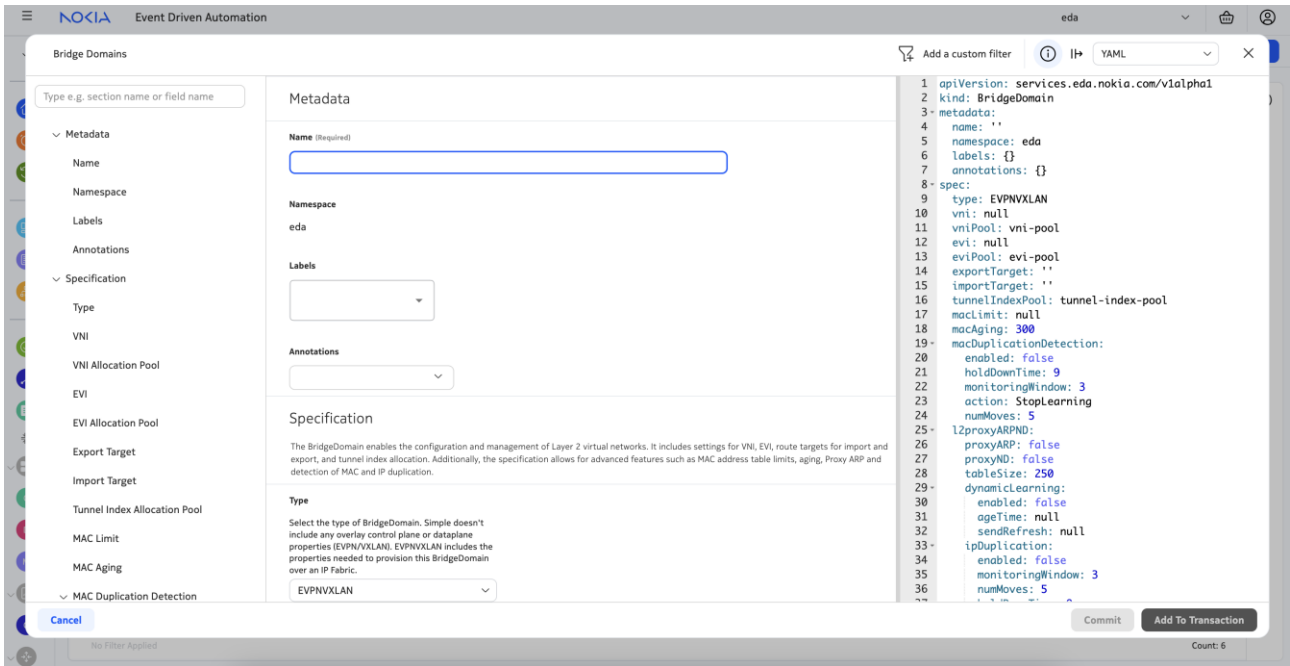 NOKIA Event Driven Automation eda
Bridge Domains Add a custom filter YAML
Type e.g. section name or field name
Metadata
Name
Namespace
Labels
Annotations
Specification
Type
VNI
VNI Allocation Pool
EVI
EVI Allocation Pool
Export Target
Import Target
Tunnel Index Allocation Pool
MAC Limit
MAC Aging
MAC Duplication Detection
Metadata
Name (Required)
Namespace
eda
Labels
Annotations
Specification
The BridgeDomain enables the configuration and management of Layer 2 virtual networks. It includes settings for VNI, EVI, route targets for import and
export, and tunnel index allocation. Additionally, the specification allows for advanced features such as MAC address table limits, aging, Proxy ARP and
detection of MAC and IP duplication.
Type
Select the type of BridgeDomain. Simple doesn't
include any overlay control plane or dataplane
properties (EVPN/VXLAN). EVPNVXLAN includes the
properties needed to provision this BridgeDomain
over an IP Fabric.
EVPNVXLAN
1 apiVersion: services.eda.nokia.com/v1alpha1
2 kind: BridgeDomain
3 metadata:
4 name: ''
5 namespace: eda
6 labels: {}
7 annotations: {}
8 spec:
9 type: EVPNVXLAN
10 vni: null
11 vniPool: vni-pool
12 evi: null
13 eviPool: evi-pool
14 exportTarget: ''
15 importTarget: ''
16 tunnelIndexPool: tunnel-index-pool
17 macLimit: null
18 macAging: 300
19 macDuplicationDetection:
20 enabled: false
21 holdDownTime: 9
22 monitoringWindow: 3
23 action: StopLearning
24 numMoves: 5
25 l2proxyARPND:
26 proxyARP: false
27 proxyND: false
28 tableSize: 250
29 dynamicLearning:
30 enabled: false
31 ageTime: null
32 sendRefresh: null
33 ipDuplication:
34 enabled: false
35 monitoringWindow: 3
36 numMoves: 5
Cancel Commit Add To Transaction
No Filter Applied Count: 6